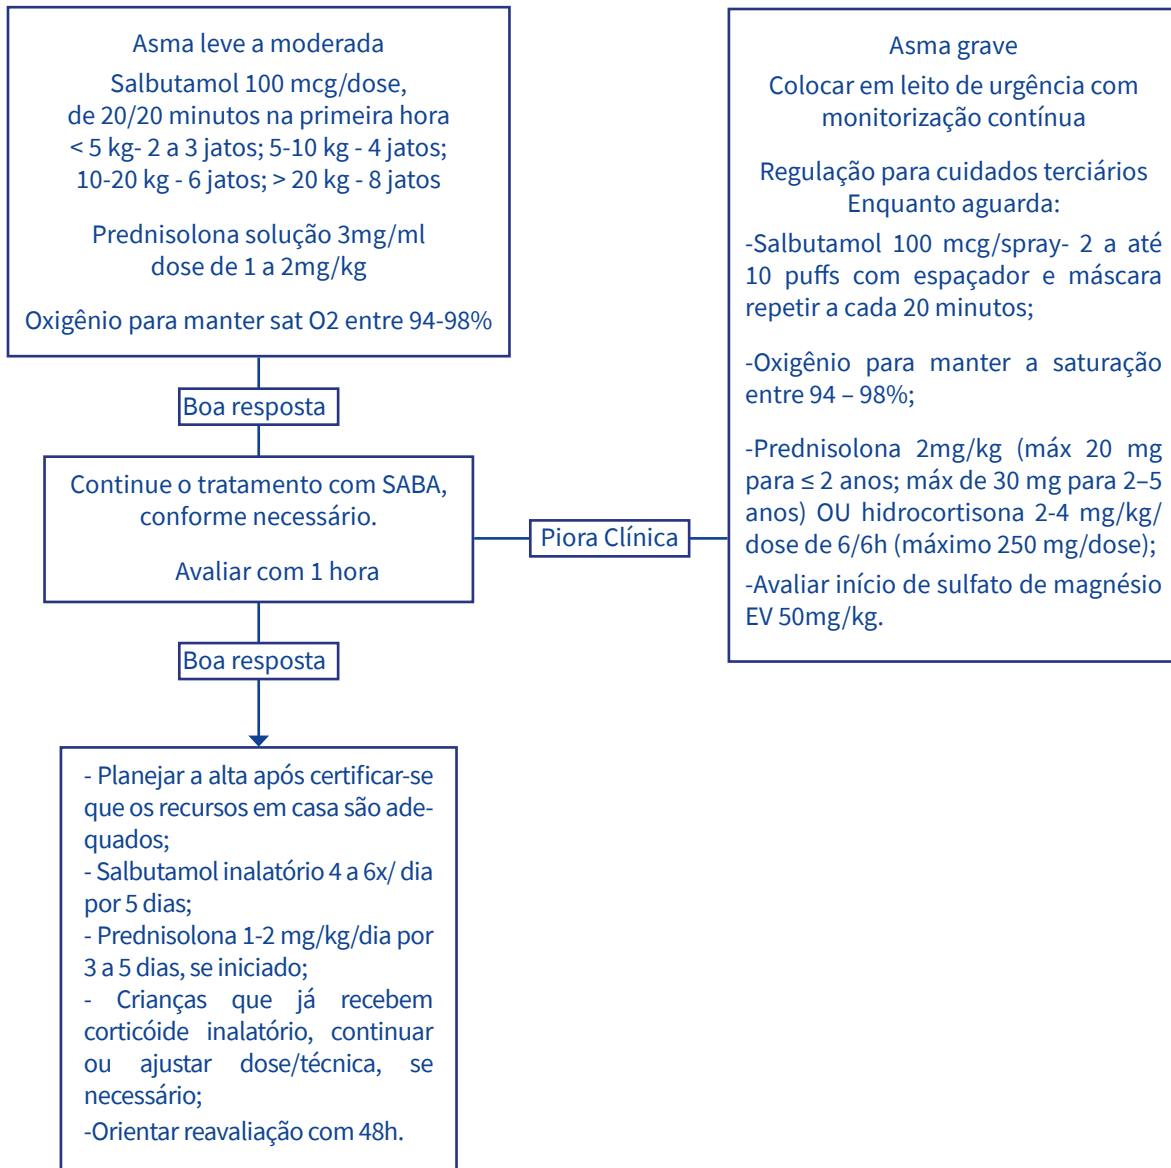 Asma leve a moderada
Salbutamol 100 mcg/dose,
de 20/20 minutos na primeira hora
< 5 kg- 2 a 3 jatos; 5-10 kg - 4 jatos;
10-20 kg - 6 jatos; > 20 kg - 8 jatos
Prednisolona solução 3mg/ml
dose de 1 a 2mg/kg
Oxigênio para manter sat O2 entre 94-98%
Boa resposta
Continue o tratamento com SABA,
conforme necessário.
Avaliar com 1 hora
Piora Clínica
Boa resposta
- Planejar a alta após certificar-se
que os recursos em casa são ade-
quados;
- Salbutamol inalatório 4 a 6x/ dia
por 5 dias;
- Prednisolona 1-2 mg/kg/dia por
3 a 5 dias, se iniciado;
- Crianças que já recebem
corticóide inalatório, continuar
ou ajustar dose/técnica, se
necessário;
-Orientar reavaliação com 48h.
Asma grave
Colocar em leito de urgência com
monitorização contínua
Regulação para cuidados terciários
Enquanto aguarda:
-Salbutamol 100 mcg/spray- 2 a até
10 puffs com espaçador e máscara
repetir a cada 20 minutos;
-Oxigênio para manter a saturação
entre 94 – 98%;
-Prednisolona 2mg/kg (máx 20 mg
para ≤ 2 anos; máx de 30 mg para 2–5
anos) OU hidrocortisona 2-4 mg/kg/
dose de 6/6h (máximo 250 mg/dose);
-Avaliar início de sulfato de magnésio
EV 50mg/kg.